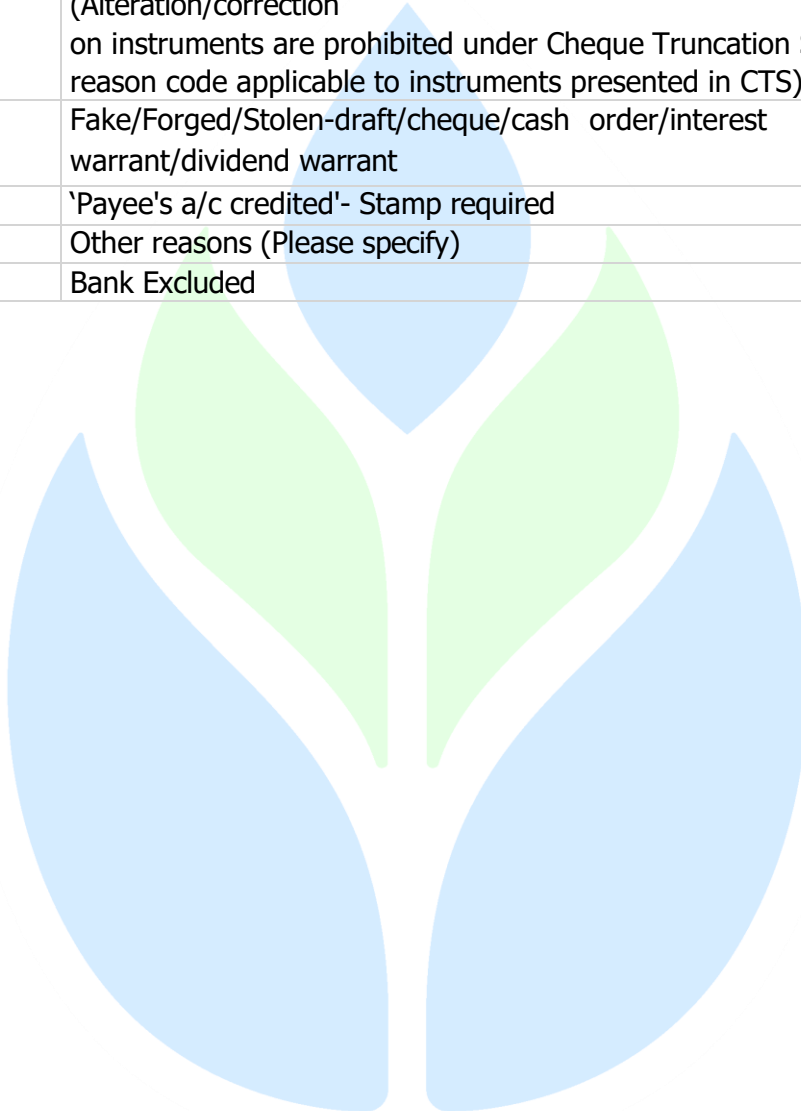 (Alteration/correction
on instruments are prohibited under Cheque Truncation
reason code applicable to instruments presented in CTS)
Fake/Forged/Stolen-draft/cheque/cash order/interest
warrant/dividend warrant
‘Payee's a/c credited'- Stamp required
Other reasons (Please specify)
Bank Excluded